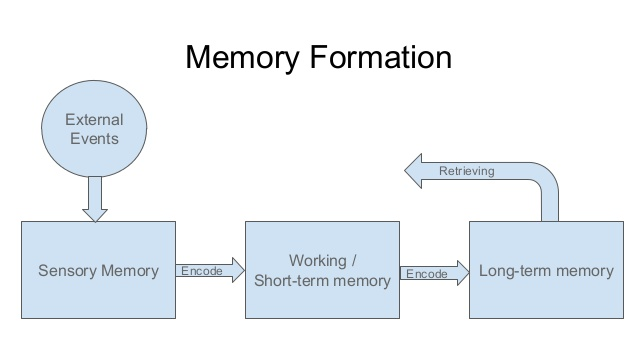 Memory Formation
External
Events
Retrieving
Sensory Memory
Encode
Working /
Short-term memory
Encode
Long-term memory